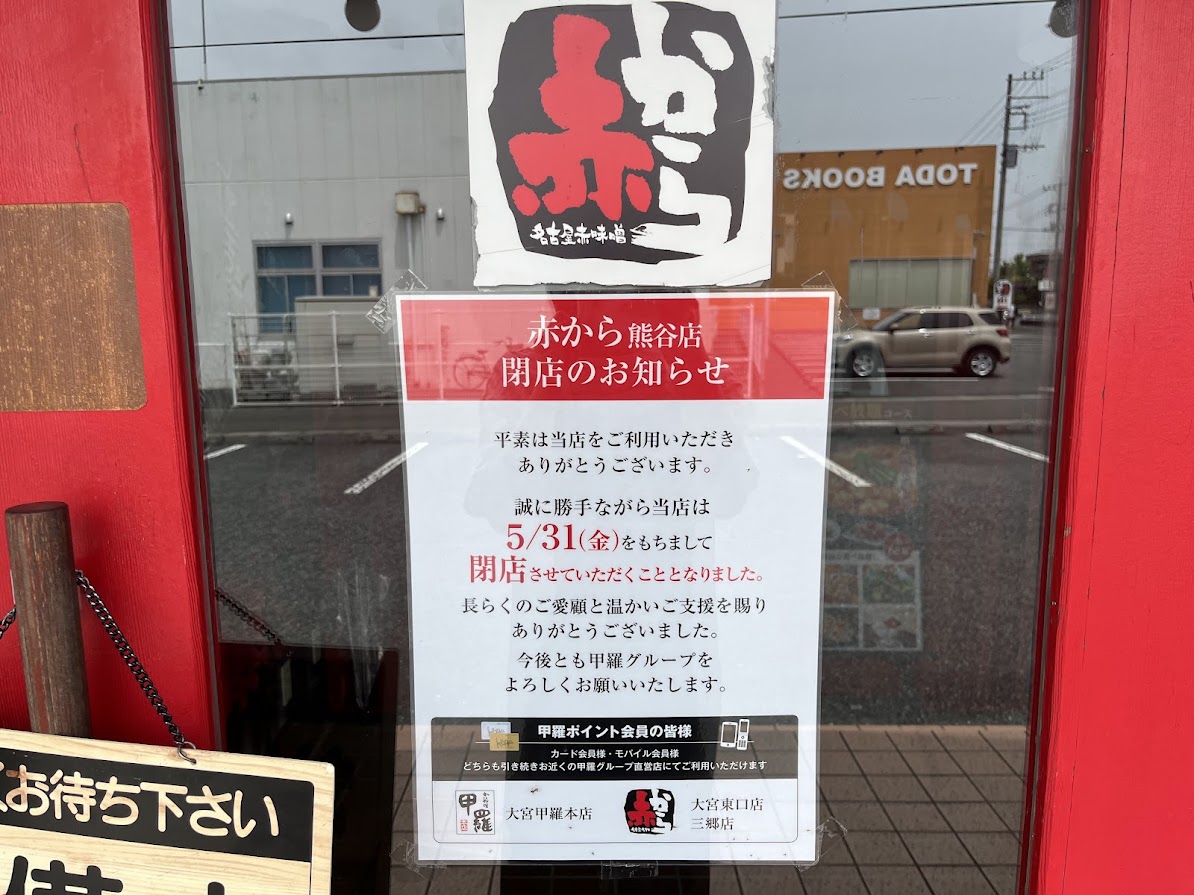 赤から
名古屋赤味噌
TODA BOOKS
赤から 熊谷店
閉店のお知らせ
平素は当店をご利用いただき
ありがとうございます。
誠に勝手ながら当店は
5/31(金)をもちまして
閉店させていただくこととなりました。
長らくのご愛顧と温かいご支援を賜り
ありがとうございました。
今後とも甲羅グループを
よろしくお願いいたします。
甲羅ポイント会員の皆様
カード会員様・モバイル会員様
どちらも引き続きお近くの甲羅グループ直営店にてご利用いただけます
甲羅
大宮甲羅本店
赤から
大宮東口店
三郷店
お待ち下さい